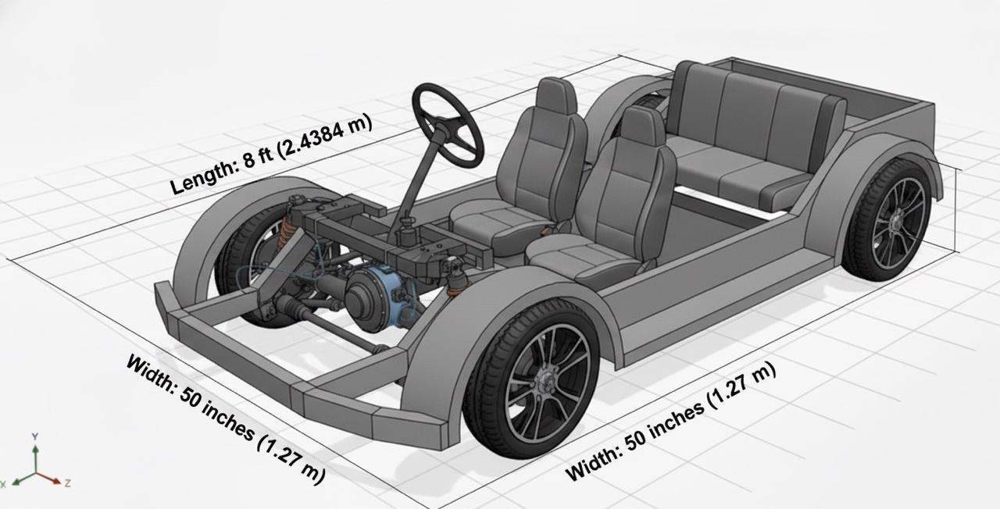 Length: 8 ft (2.4384 m)
Width: 50 inches (1.27 m)
Width: 50 inches (1.27 m)
Y
X
Z